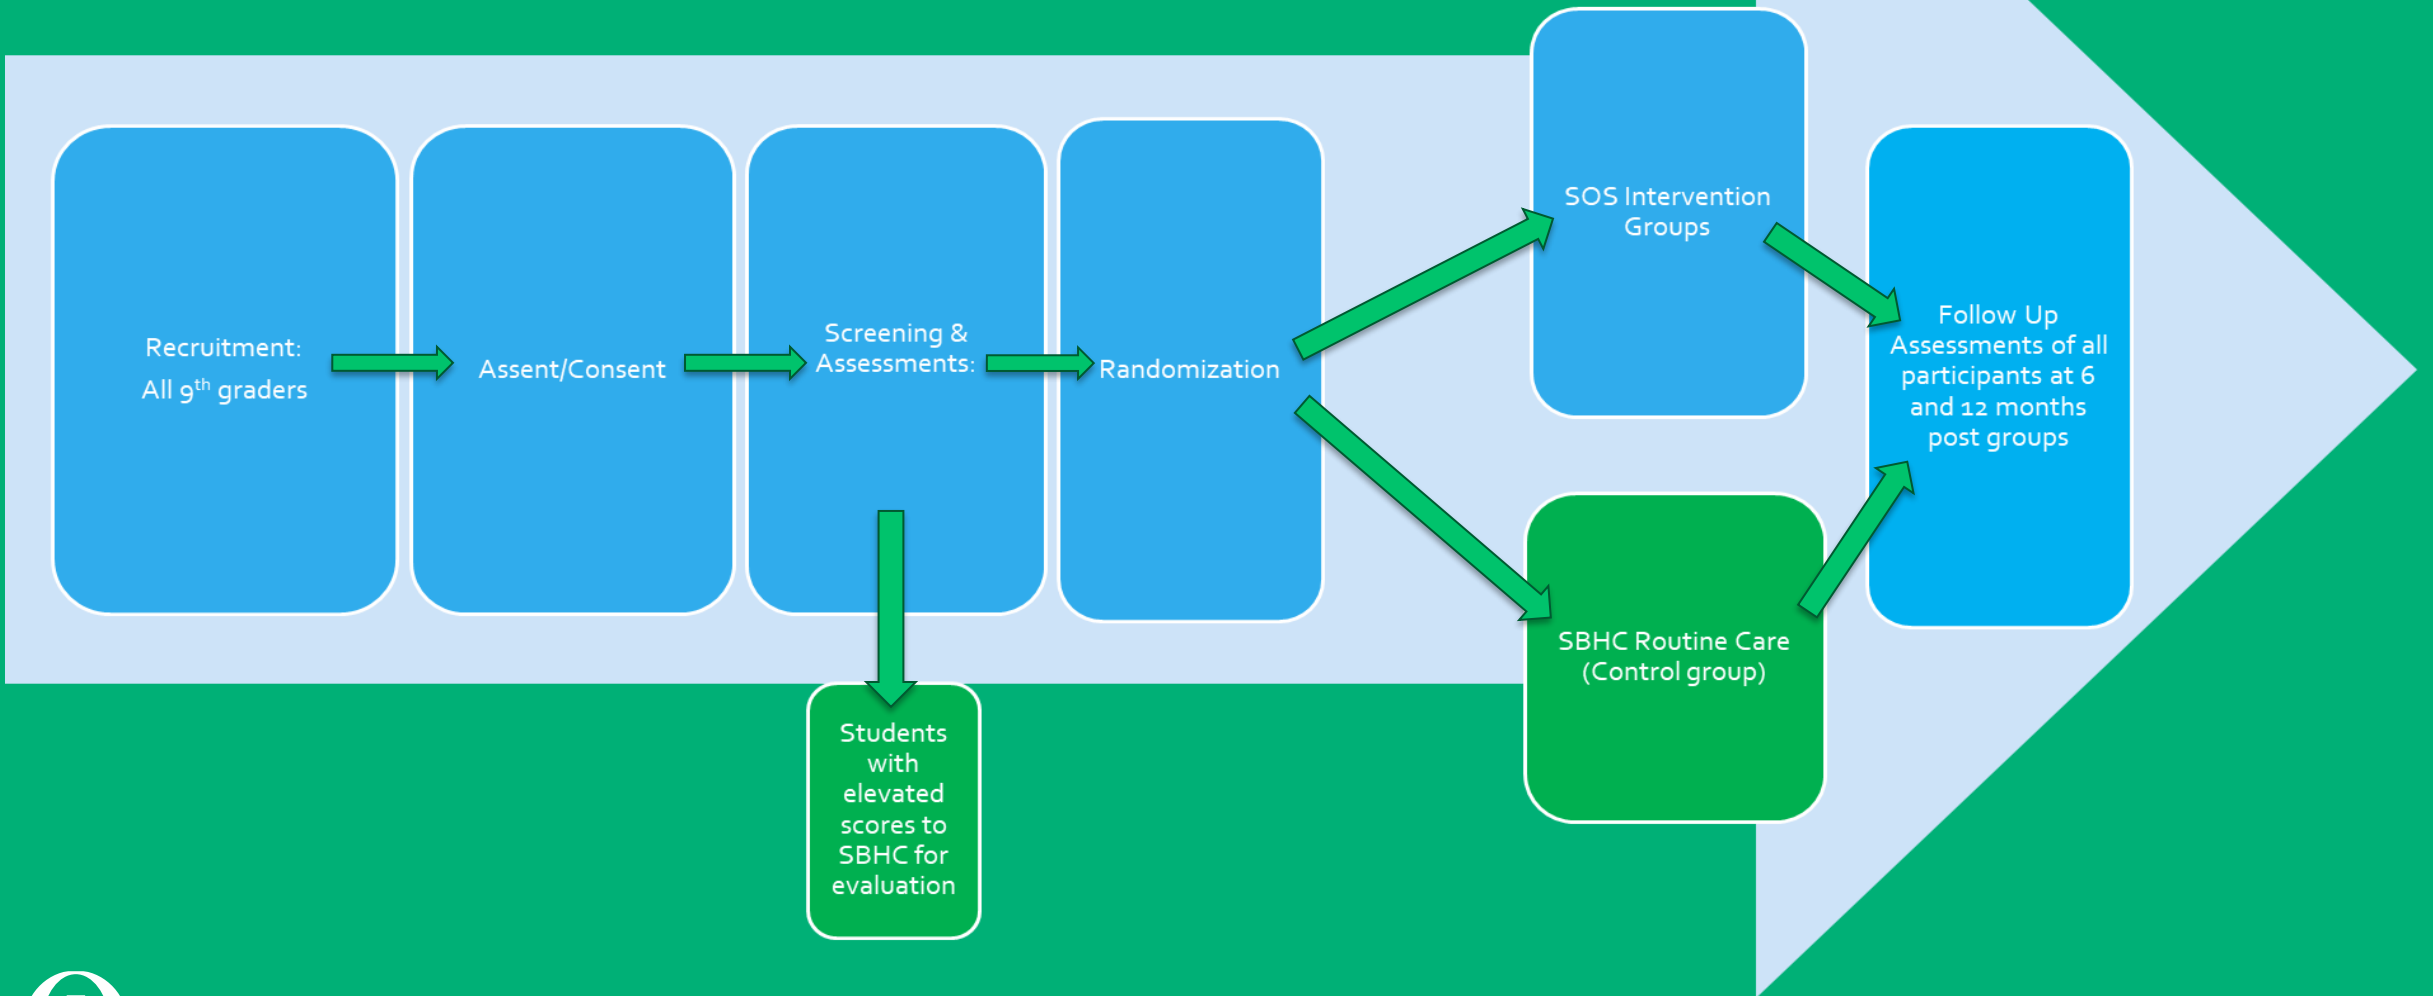 Recruitment:
All 9th graders
Assent/Consent
Screening &
Assessments:
Randomization
SOS Intervention
Groups
Follow Up
Assessments of all
participants at 6
and 12 months
post groups
SBHC Routine Care
(Control group)
Students
with
elevated
scores to
SBHC for
evaluation